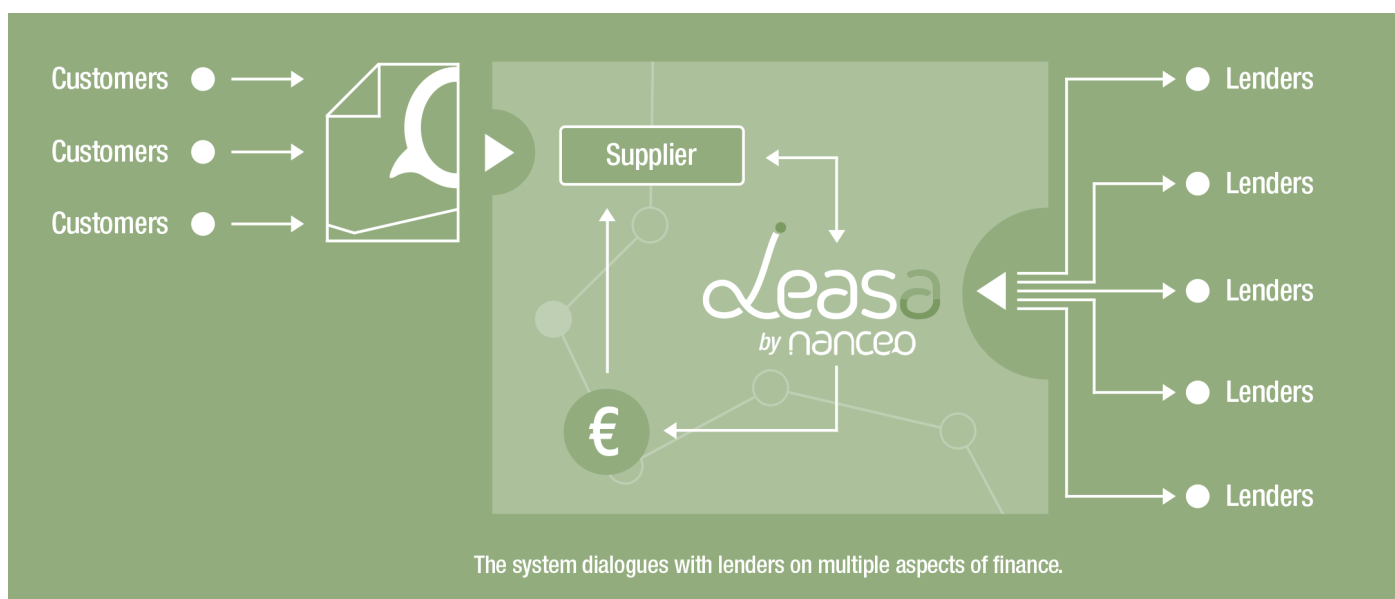 Customers
Customers
Customers
Supplier
Leasa
by nanceo
€
Lenders
Lenders
Lenders
Lenders
Lenders
The system dialogues with lenders on multiple aspects of finance.